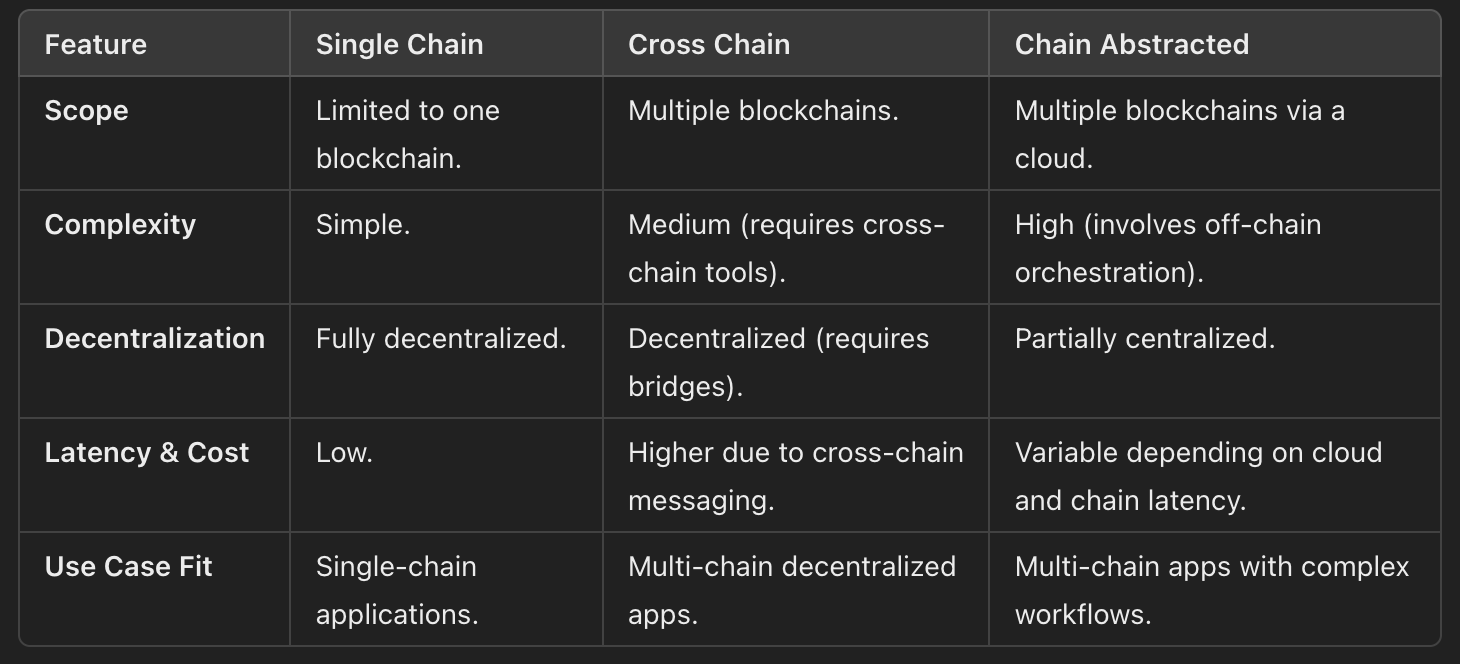 Feature Single Chain Cross Chain Chain Abstracted
Scope Limited to one Multiple blockchains. Multiple blockchains via a
blockchain. cloud.
Complexity Simple. Medium (requires cross- High (involves off-chain
chain tools). orchestration).
Decentralization Fully decentralized. Decentralized (requires Partially centralized.
bridges).
Latency & Cost Low. Higher due to cross-chain Variable depending on cloud
messaging. and chain latency.
Use Case Fit Single-chain Multi-chain decentralized Multi-chain apps with complex
applications. apps. workflows.